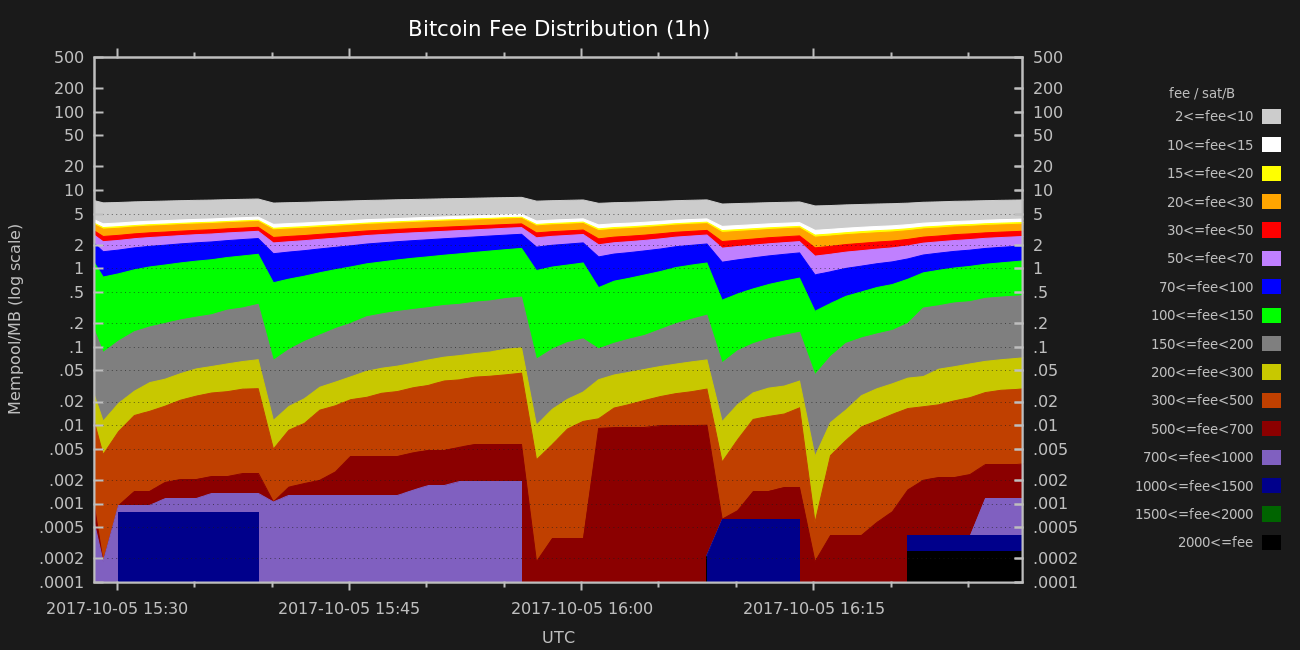 Bitcoin Fee Distribution (1h)
500 500
200 200
100 100
50 50
20 20
10 10
5 5
2 2
1 1
.5 .5
.2 .2
.1 .1
.05 .05
.02 .02
.01 .01
.005 .005
.002 .002
.001 .001
.0005 .0005
.0002 .0002
.0001 .0001
Mempool/MB (log scale)
2017-10-05 15:30 2017-10-05 15:45 2017-10-05 16:00 2017-10-05 16:15
UTC
fee / sat/B
2<=fee<10
10<=fee<15
15<=fee<20
20<=fee<30
30<=fee<50
50<=fee<70
70<=fee<100
100<=fee<150
150<=fee<200
200<=fee<300
300<=fee<500
500<=fee<700
700<=fee<1000
1000<=fee<1500
1500<=fee<2000
2000<=fee